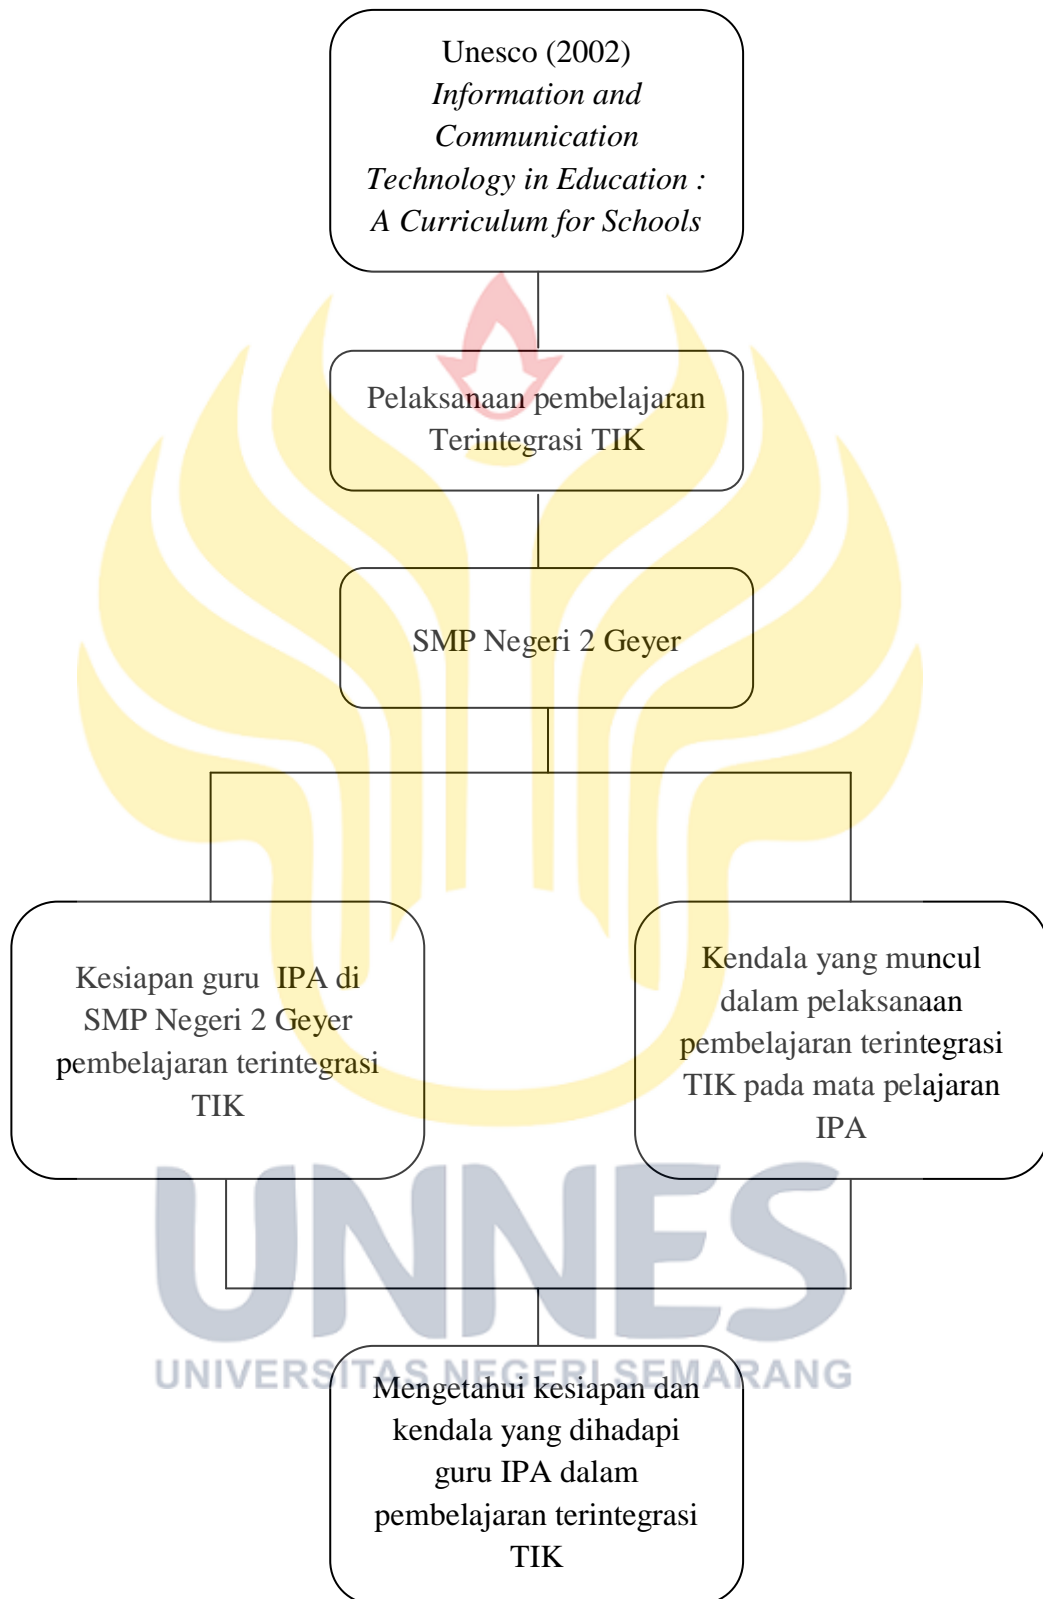 Unesco (2002)
Information and
Communication
Technology in Education :
A Curriculum for Schools
Pelaksanaan pembelajaran
Terintegrasi TIK
SMP Negeri 2 Geyer
Kesiapan guru IPA di
SMP Negeri 2 Geyer
pembelajaran terintegrasi
TIK
Kendala yang muncul
dalam pelaksanaan
pembelajaran terintegrasi
TIK pada mata pelajaran
IPA
UNNES
UNIVERSITAS NEGERI SEMARANG
Mengetahui kesiapan dan
kendala yang dihadapi
guru IPA dalam
pembelajaran terintegrasi
TIK